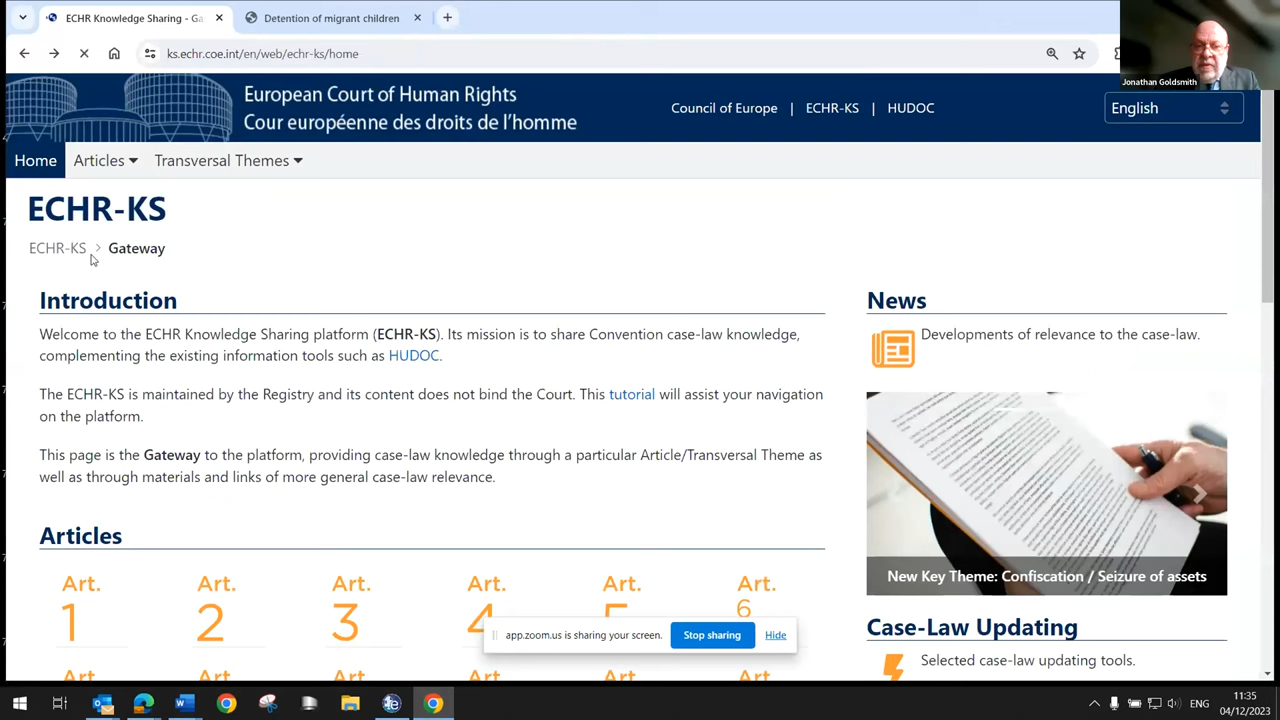 ECHR Knowledge Sharing - Ga
Detention of migrant children
ks.echr.coe.int/en/web/echr-ks/home
Jonathan Goldsmith
European Court of Human Rights
Cour européenne des droits de l'homme
Council of Europe | ECHR-KS | HUDOC
English
Home Articles Transversal Themes
ECHR-KS
ECHR-KS > Gateway
Introduction
Welcome to the ECHR Knowledge Sharing platform (ECHR-KS). Its mission is to share Convention case-law knowledge,
complementing the existing information tools such as HUDOC.
The ECHR-KS is maintained by the Registry and its content does not bind the Court. This tutorial will assist your navigation
on the platform.
This page is the Gateway to the platform, providing case-law knowledge through a particular Article/Transversal Theme as
well as through materials and links of more general case-law relevance.
Articles
Art. Art. Art. Art. Art. Art.
1 2 3 4 5 6
Art. Art. Art. Art. Art. Art.
News
Developments of relevance to the case-law.
New Key Theme: Confiscation / Seizure of assets
Case-Law Updating
Selected case-law updating tools.
app.zoom.us is sharing your screen. Stop sharing Hide
ENG
11:35
04/12/2023